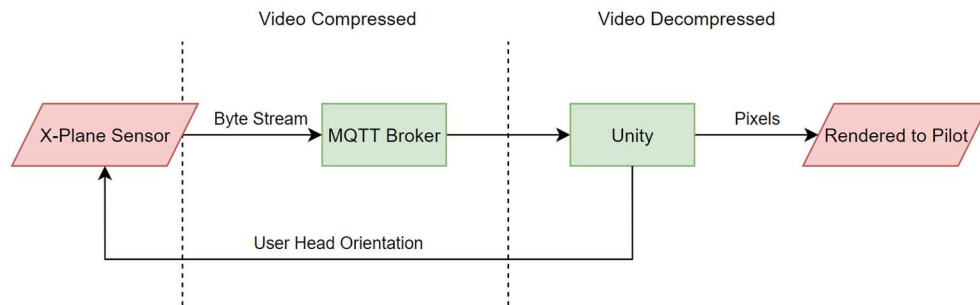 Video Compressed
Video Decompressed
X-Plane Sensor
Byte Stream
MQTT Broker
Unity
Pixels
Rendered to Pilot
User Head Orientation